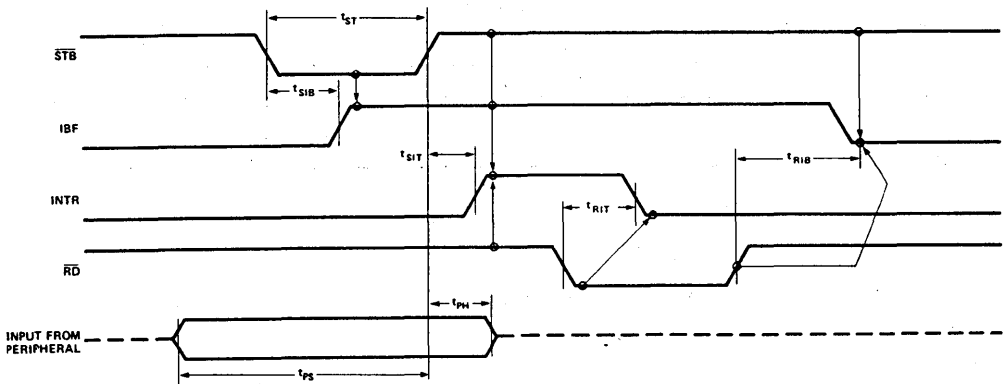 tST
STB
tSIB
IBF
tSIT
tRIB
INTR
tRIT
RD
tPH
INPUT FROM
PERIPHERAL
tPS